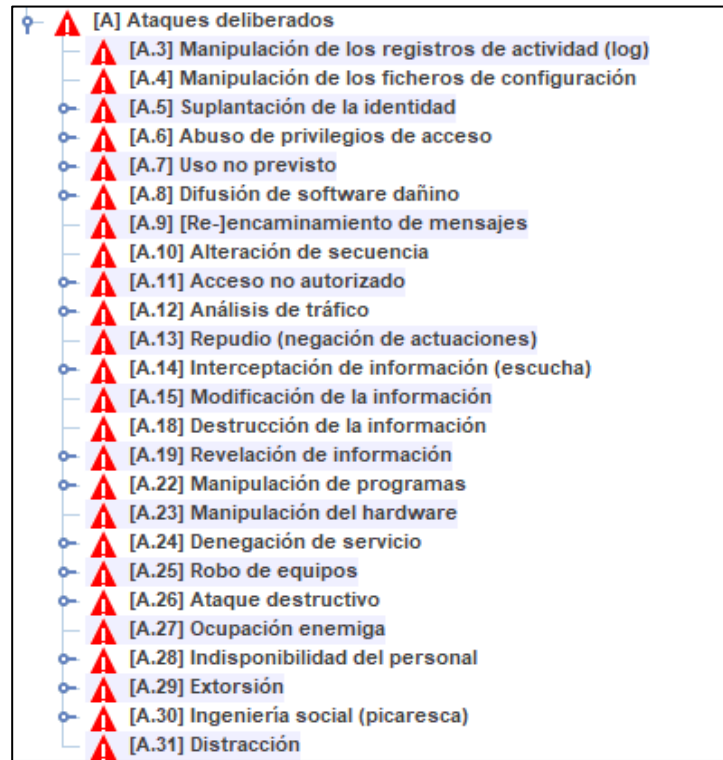 [A] Ataques deliberados
[A.3] Manipulación de los registros de actividad (log)
[A.4] Manipulación de los ficheros de configuración
[A.5] Suplantación de la identidad
[A.6] Abuso de privilegios de acceso
[A.7] Uso no previsto
[A.8] Difusión de software dañino
[A.9] [Re-]encaminamiento de mensajes
[A.10] Alteración de secuencia
[A.11] Acceso no autorizado
[A.12] Análisis de tráfico
[A.13] Repudio (negación de actuaciones)
[A.14] Interceptación de información (escucha)
[A.15] Modificación de la información
[A.18] Destrucción de la información
[A.19] Revelación de información
[A.22] Manipulación de programas
[A.23] Manipulación del hardware
[A.24] Denegación de servicio
[A.25] Robo de equipos
[A.26] Ataque destructivo
[A.27] Ocupación enemiga
[A.28] Indisponibilidad del personal
[A.29] Extorsión
[A.30] Ingeniería social (picaresca)
[A.31] Distracción